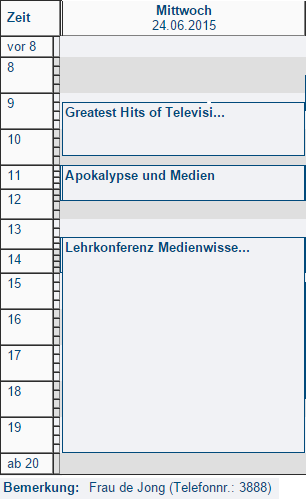 Zeit
Mittwoch
24.06.2015
vor 8
8
9
Greatest Hits of Televisi...
10
11
Apokalypse und Medien
12
13
Lehrkonferenz Medienwisse...
14
15
16
17
18
19
ab 20
Bemerkung: Frau de Jong (Telefonnr.: 3888)